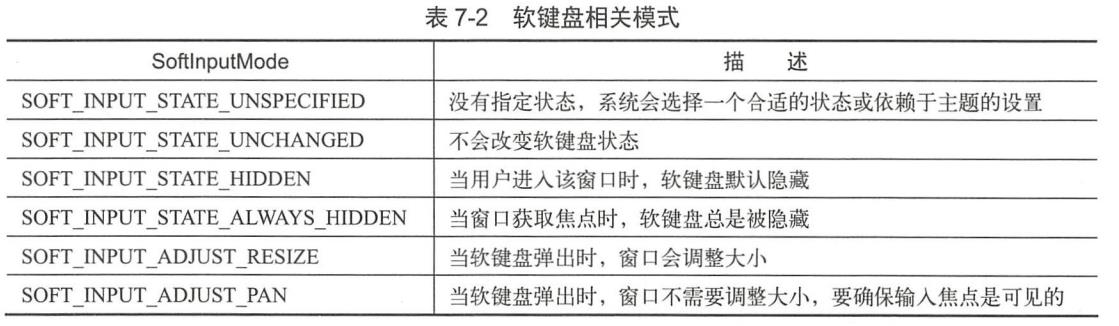 表 7-2 软键盘相关模式
SoftInputMode 描 述
SOFT_INPUT_STATE_UNSPECIFIED 没有指定状态，系统会选择一个合适的状态或依赖于主题的设置
SOFT_INPUT_STATE_UNCHANGED 不会改变软键盘状态
SOFT_INPUT_STATE_HIDDEN 当用户进入该窗口时，软键盘默认隐藏
SOFT_INPUT_STATE_ALWAYS_HIDDEN 当窗口获取焦点时，软键盘总是被隐藏
SOFT_INPUT_ADJUST_RESIZE 当软键盘弹出时，窗口会调整大小
SOFT_INPUT_ADJUST_PAN 当软键盘弹出时，窗口不需要调整大小，要确保输入焦点是可见的